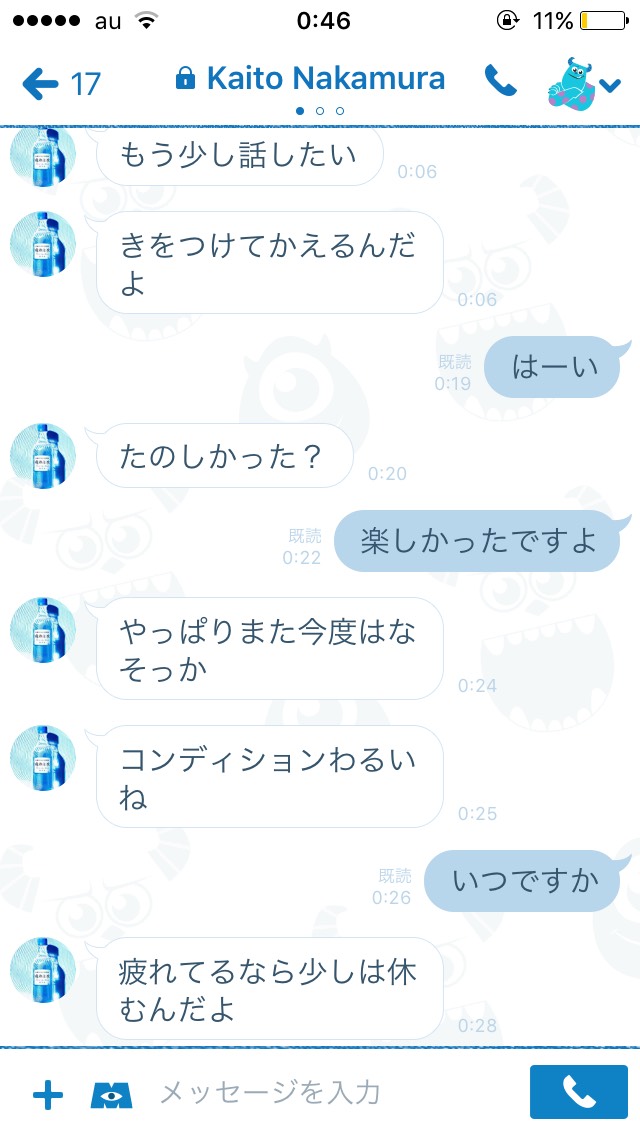 au 0:46 11%
17 Kaito Nakamura
もう少し話したい
0:06
きをつけてかえるんだ
よ
0:06
既読
0:19
はーい
たのしかった？
0:20
既読
0:22
楽しかったですよ
やっぱりまた今度はな
そっか
0:24
コンディションわるい
ね
0:25
既読
0:26
いつですか
疲れてるなら少しは休
むんだよ
0:28
メッセージを入力